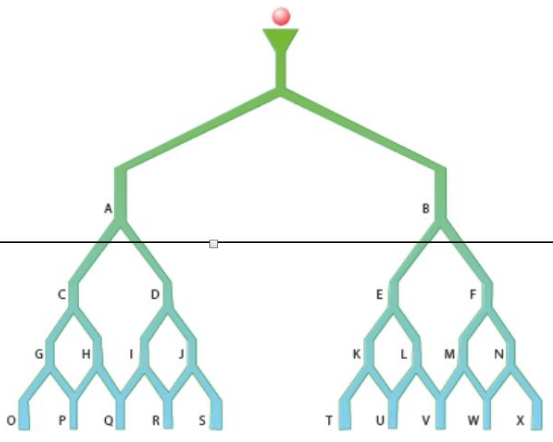 A B
C D E F
G H I J K L M N
O P Q R S T U V W X